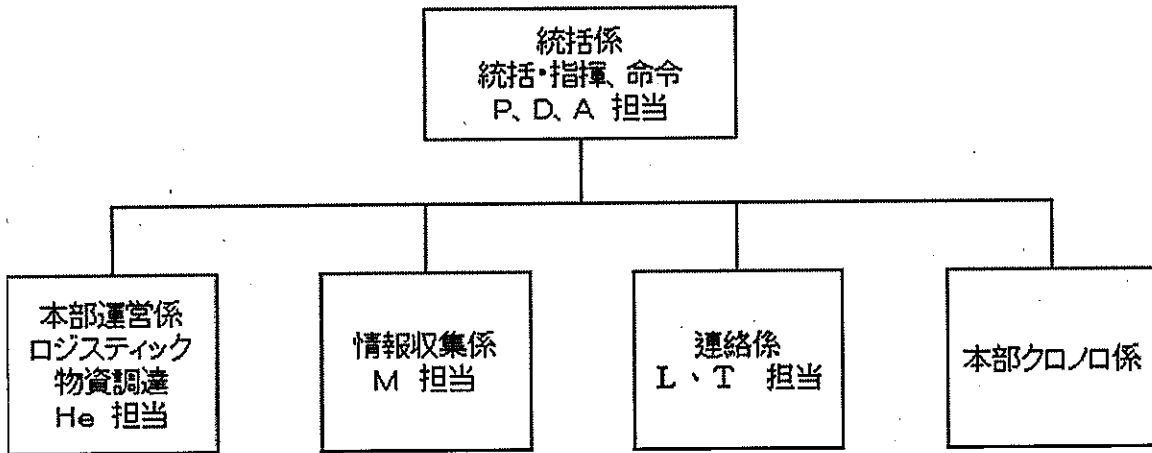 統括係
統括・指揮、命令
P、D、A 担当
本部運営係
ロジスティック
物資調達
He 担当
情報収集係
M 担当
連絡係
L、T 担当
本部クロノロ係